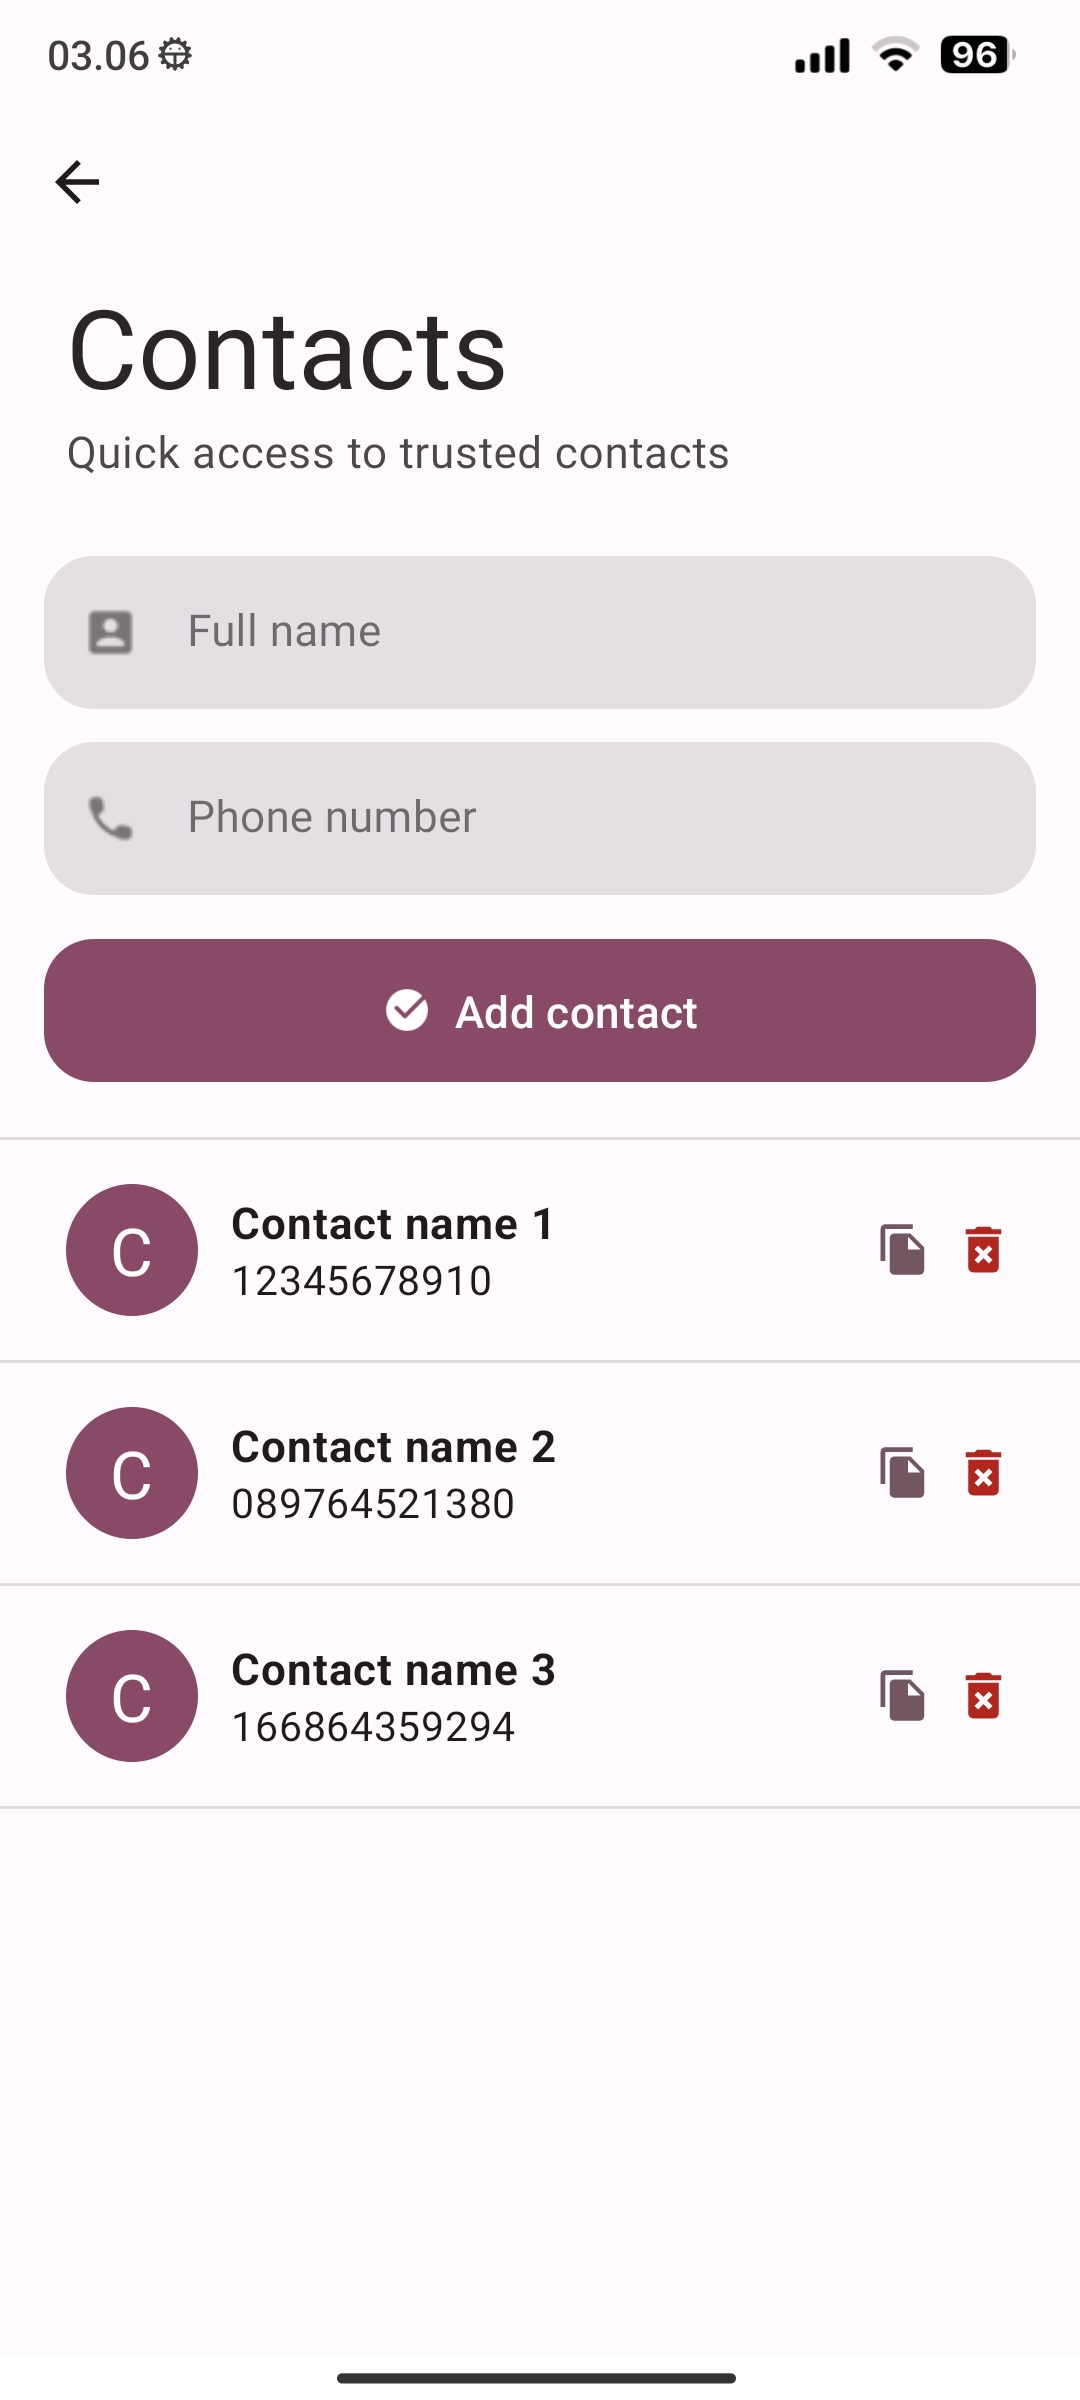 03.06
96
Contacts
Quick access to trusted contacts
Full name
Phone number
Add contact
C
Contact name 1
12345678910
C
Contact name 2
089764521380
C
Contact name 3
166864359294